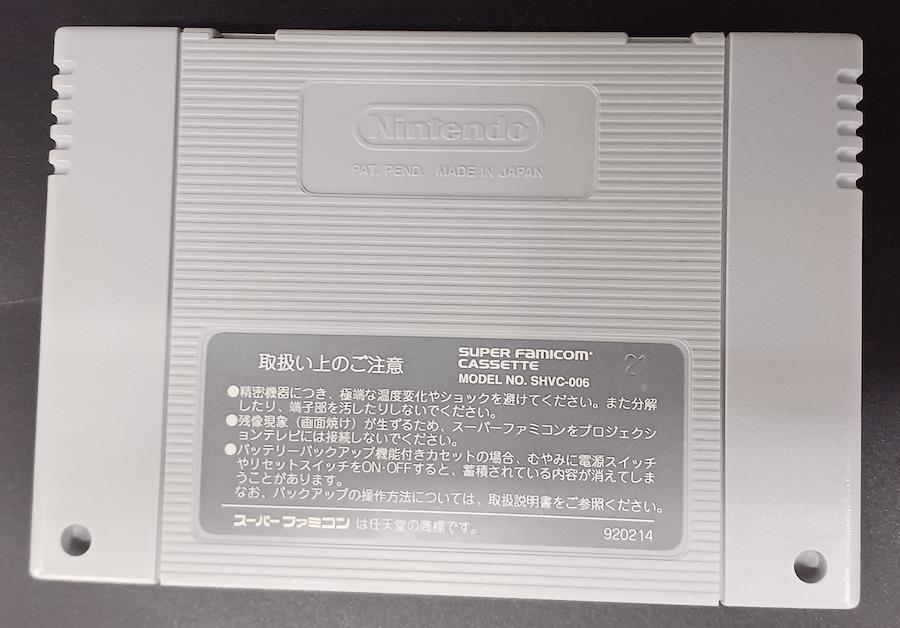 Nintendo
PAT. PEND. MADE IN JAPAN
取扱い上のご注意
SUPER FAMICOM
CASSETTE
MODEL NO. SHVC-006
21
●精密機器につき、極端な温度変化やショックを避けてください。また分解
したり、端子部を汚したりしないでください。
●残像現象（画面焼け）が生ずるため、スーパーファミコンをプロジェクシ
ョンテレビには接続しないでください。
●バッテリーバックアップ機能付きカセットの場合、むやみに電源スイッチ
やリセットスイッチをON·OFFすると、蓄積されている内容が消えてしま
うことがあります。
なお、バックアップの操作方法については、取扱説明書をご参照ください。
スーパーファミコン は任天堂の商標です。
920214